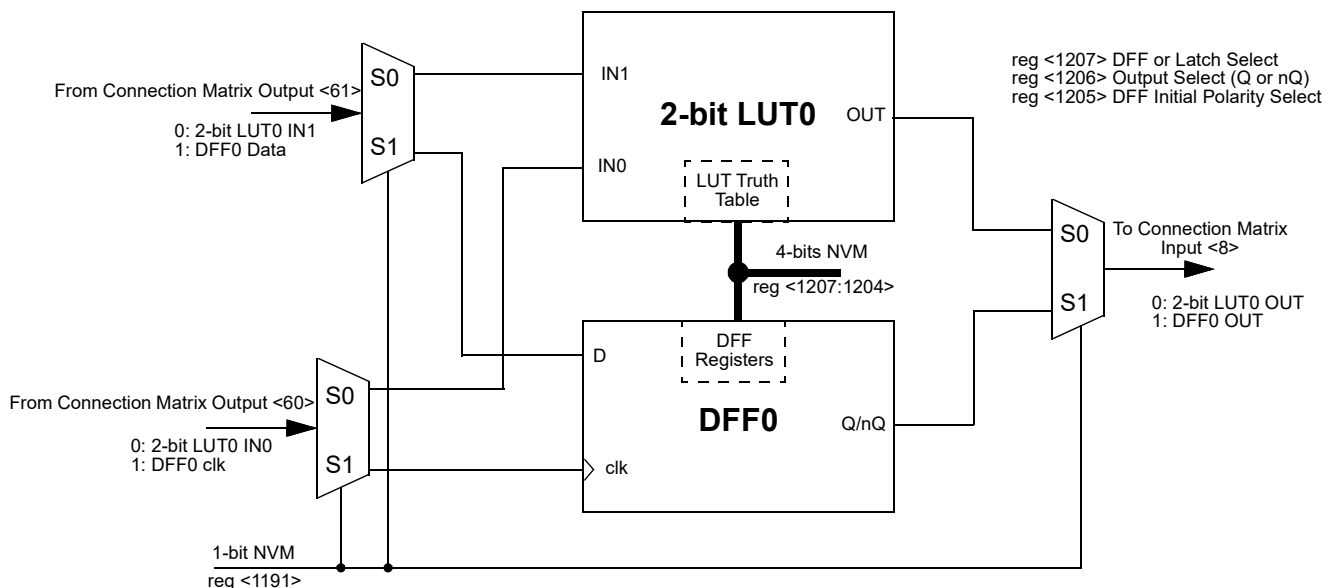 From Connection Matrix Output <61>
0: 2-bit LUT0 IN1
1: DFF0 Data
S0
S1
IN1
IN0
2-bit LUT0
OUT
LUT Truth
Table
reg <1207> DFF or Latch Select
reg <1206> Output Select (Q or nQ)
reg <1205> DFF Initial Polarity Select
4-bits NVM
reg <1207:1204>
S0
S1
To Connection Matrix
Input <8>
0: 2-bit LUT0 OUT
1: DFF0 OUT
From Connection Matrix Output <60>
0: 2-bit LUT0 IN0
1: DFF0 clk
S0
S1
D
clk
DFF
Registers
DFF0
Q/nQ
1-bit NVM
reg <1191>